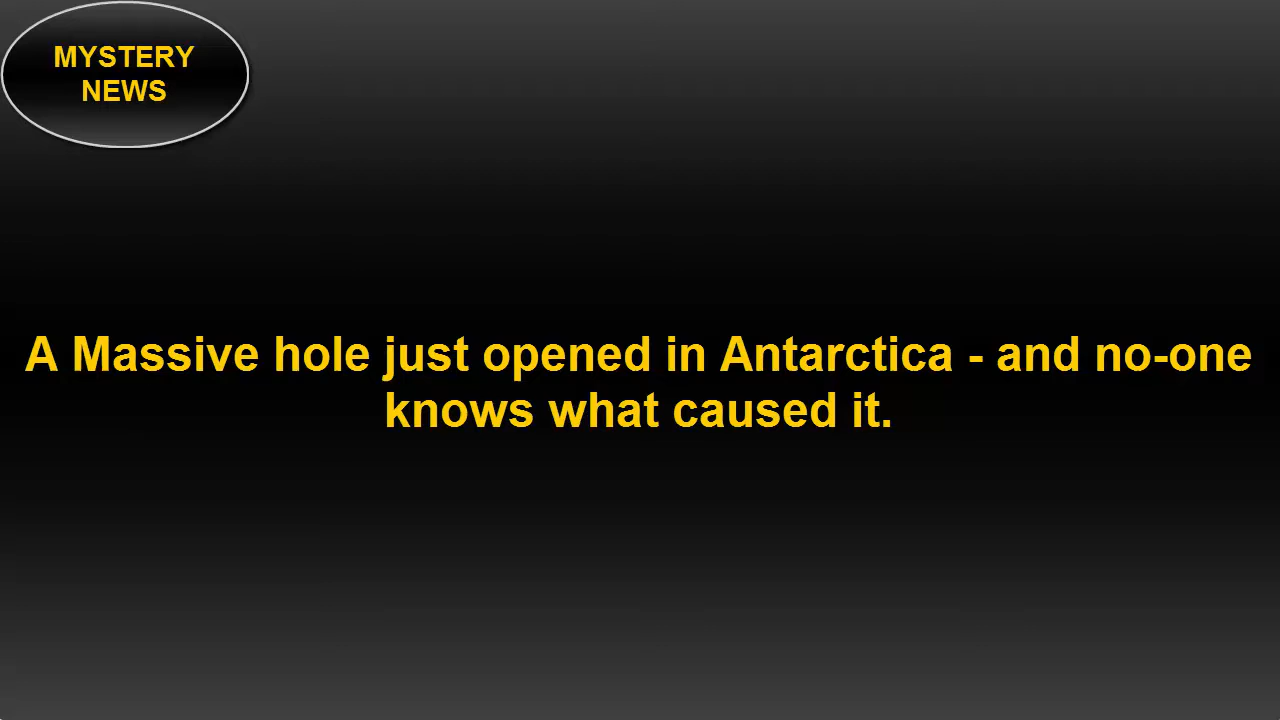 MYSTERY
NEWS
A Massive hole just opened in Antarctica - and no-one
knows what caused it.